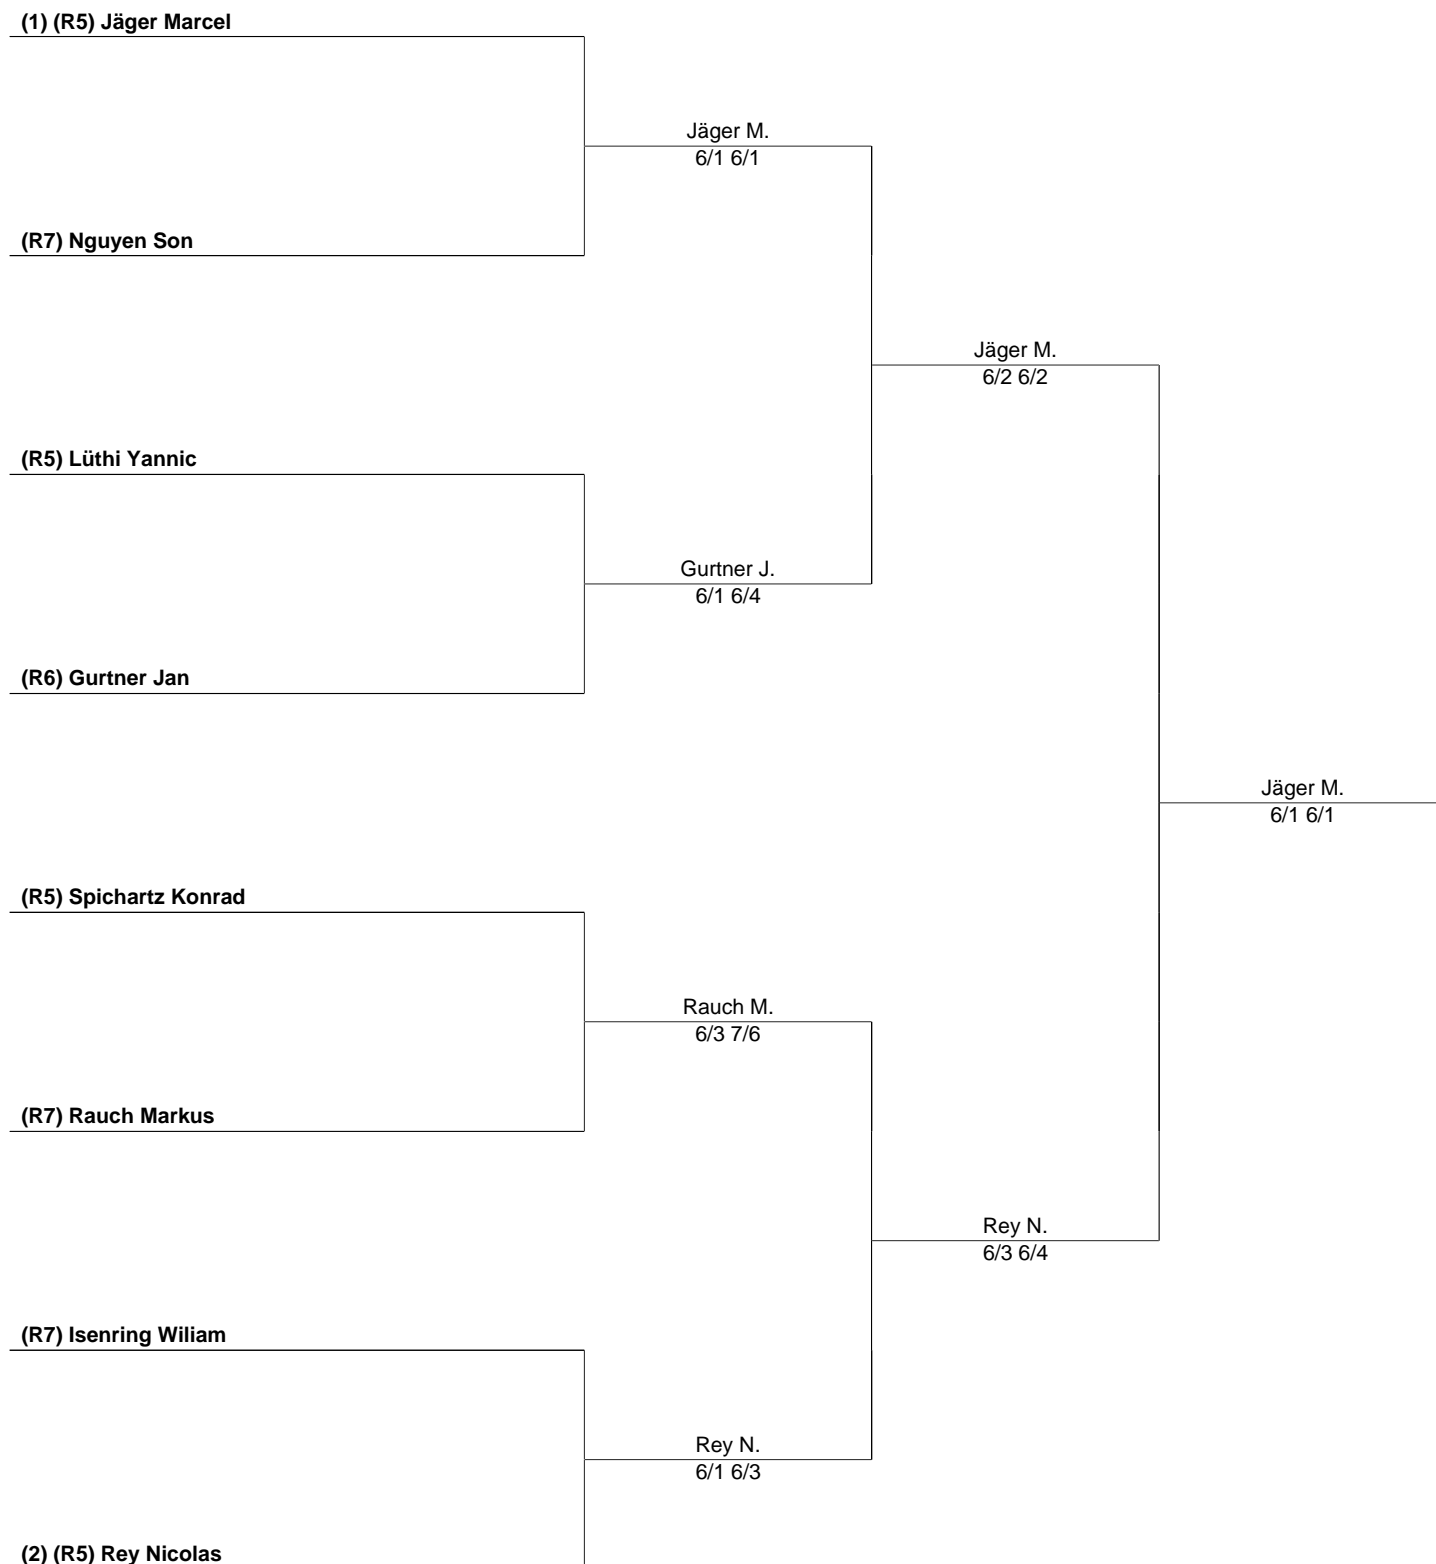 (1) (R5) Jäger Marcel
Jäger M.
6/1 6/1
(R7) Nguyen Son
Jäger M.
6/2 6/2
(R5) Lüthi Yannic
Gurtner J.
6/1 6/4
(R6) Gurtner Jan
Jäger M.
6/1 6/1
(R5) Spichartz Konrad
Rauch M.
6/3 7/6
(R7) Rauch Markus
Rey N.
6/3 6/4
(R7) Isenring Wiliam
Rey N.
6/1 6/3
(2) (R5) Rey Nicolas